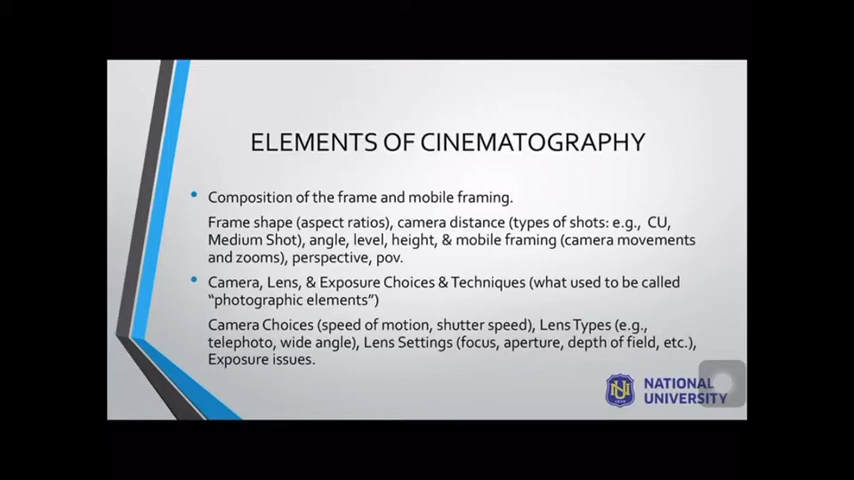 ELEMENTS OF CINEMATOGRAPHY
• Composition of the frame and mobile framing.
Frame shape (aspect ratios), camera distance (types of shots: e.g., CU,
Medium Shot), angle, level, height, & mobile framing (camera movements
and zooms), perspective, pov.
• Camera, Lens, & Exposure Choices & Techniques (what used to be called
“photographic elements”)
Camera Choices (speed of motion, shutter speed), Lens Types (e.g.,
telephoto, wide angle), Lens Settings (focus, aperture, depth of field, etc.),
Exposure issues.
NATIONAL
UNIVERSITY